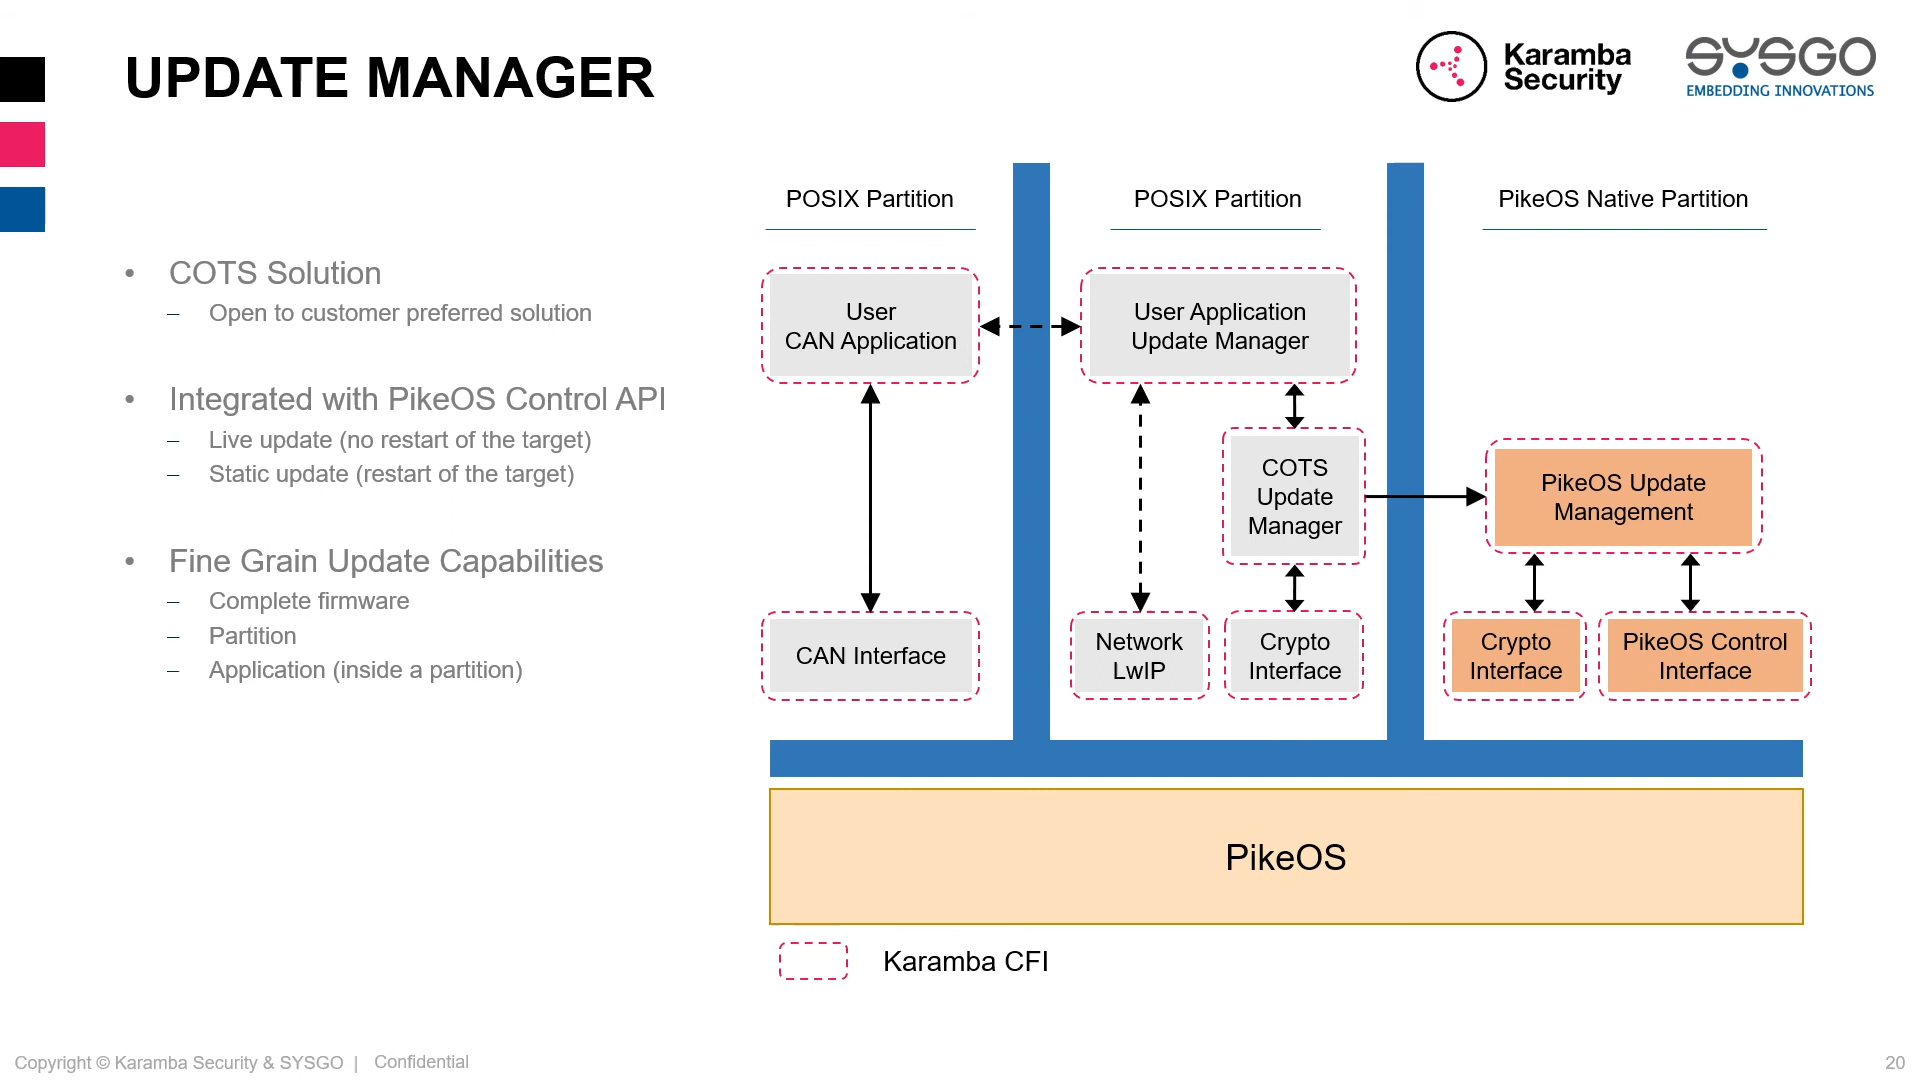 UPDATE MANAGER
Karamba
Security
SYSGO
EMBEDDING INNOVATIONS
• COTS Solution
– Open to customer preferred solution
• Integrated with PikeOS Control API
– Live update (no restart of the target)
– Static update (restart of the target)
• Fine Grain Update Capabilities
– Complete firmware
– Partition
– Application (inside a partition)
POSIX Partition
User
CAN Application
CAN Interface
POSIX Partition
User Application
Update Manager
COTS
Update
Manager
Network
LwIP
Crypto
Interface
PikeOS Native Partition
PikeOS Update
Management
Crypto
Interface
PikeOS Control
Interface
PikeOS
Karamba CFI
Copyright © Karamba Security & SYSGO | Confidential
20